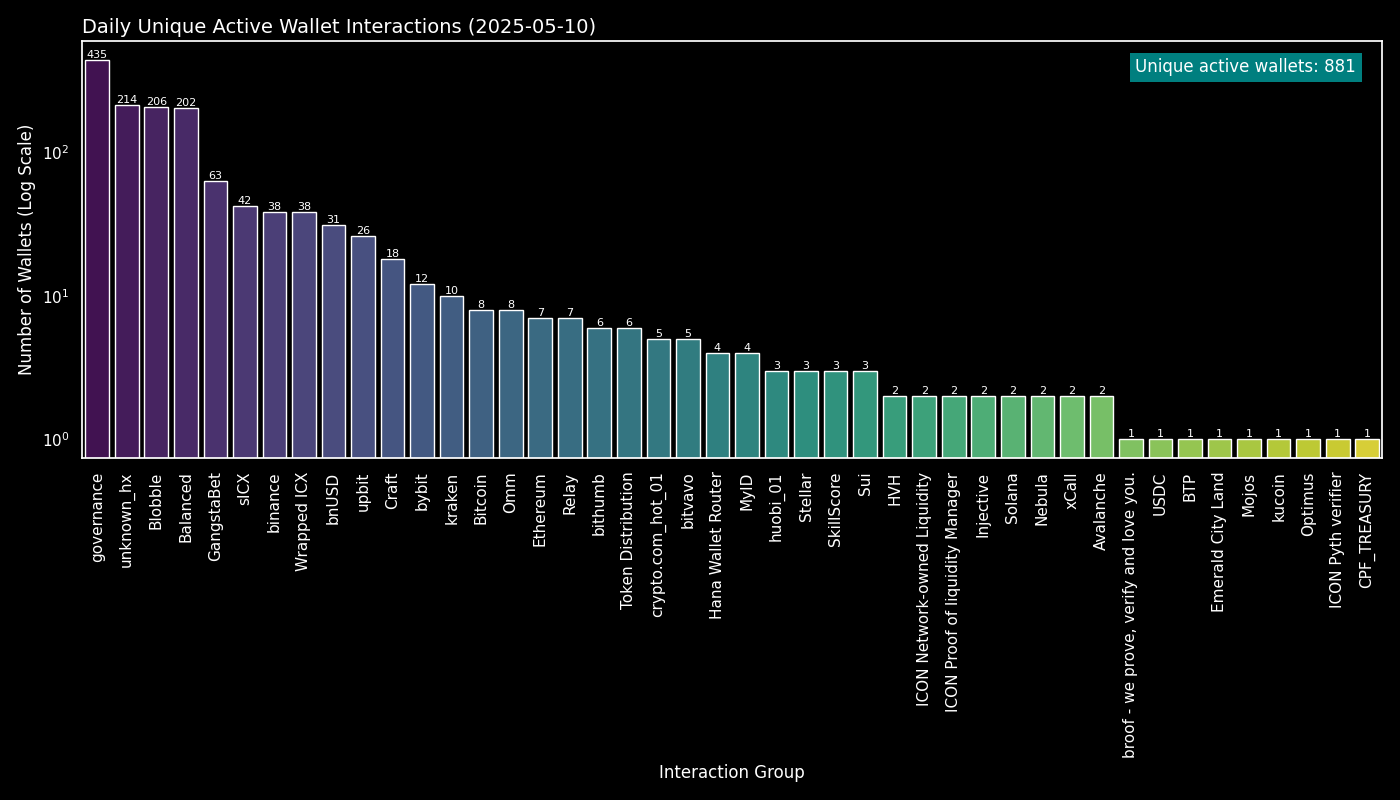 Daily Unique Active Wallet Interactions (2025-05-10)
Unique active wallets: 881
Number of Wallets (Log Scale)
10²
10¹
10⁰
435
214
206
202
63
42
38
38
31
26
18
12
10
8
8
7
7
6
6
5
5
4
4
3
3
3
3
2
2
2
2
2
2
2
2
1
1
1
1
1
1
1
1
1
governance
unknown_hx
Blobble
Balanced
GangstaBet
sICX
binance
Wrapped ICX
bnUSD
upbit
Craft
bybit
kraken
Bitcoin
Omm
Ethereum
Relay
bithumb
Token Distribution
crypto.com_hot_01
bitvavo
Hana Wallet Router
MyID
huobi_01
Stellar
SkillScore
Sui
HVH
ICON Network-owned Liquidity
ICON Proof of liquidity Manager
Injective
Solana
Nebula
xCall
Avalanche
broof - we prove, verify and love you.
USDC
BTP
Emerald City Land
Mojos
kucoin
Optimus
ICON Pyth verifier
CPF_TREASURY
Interaction Group